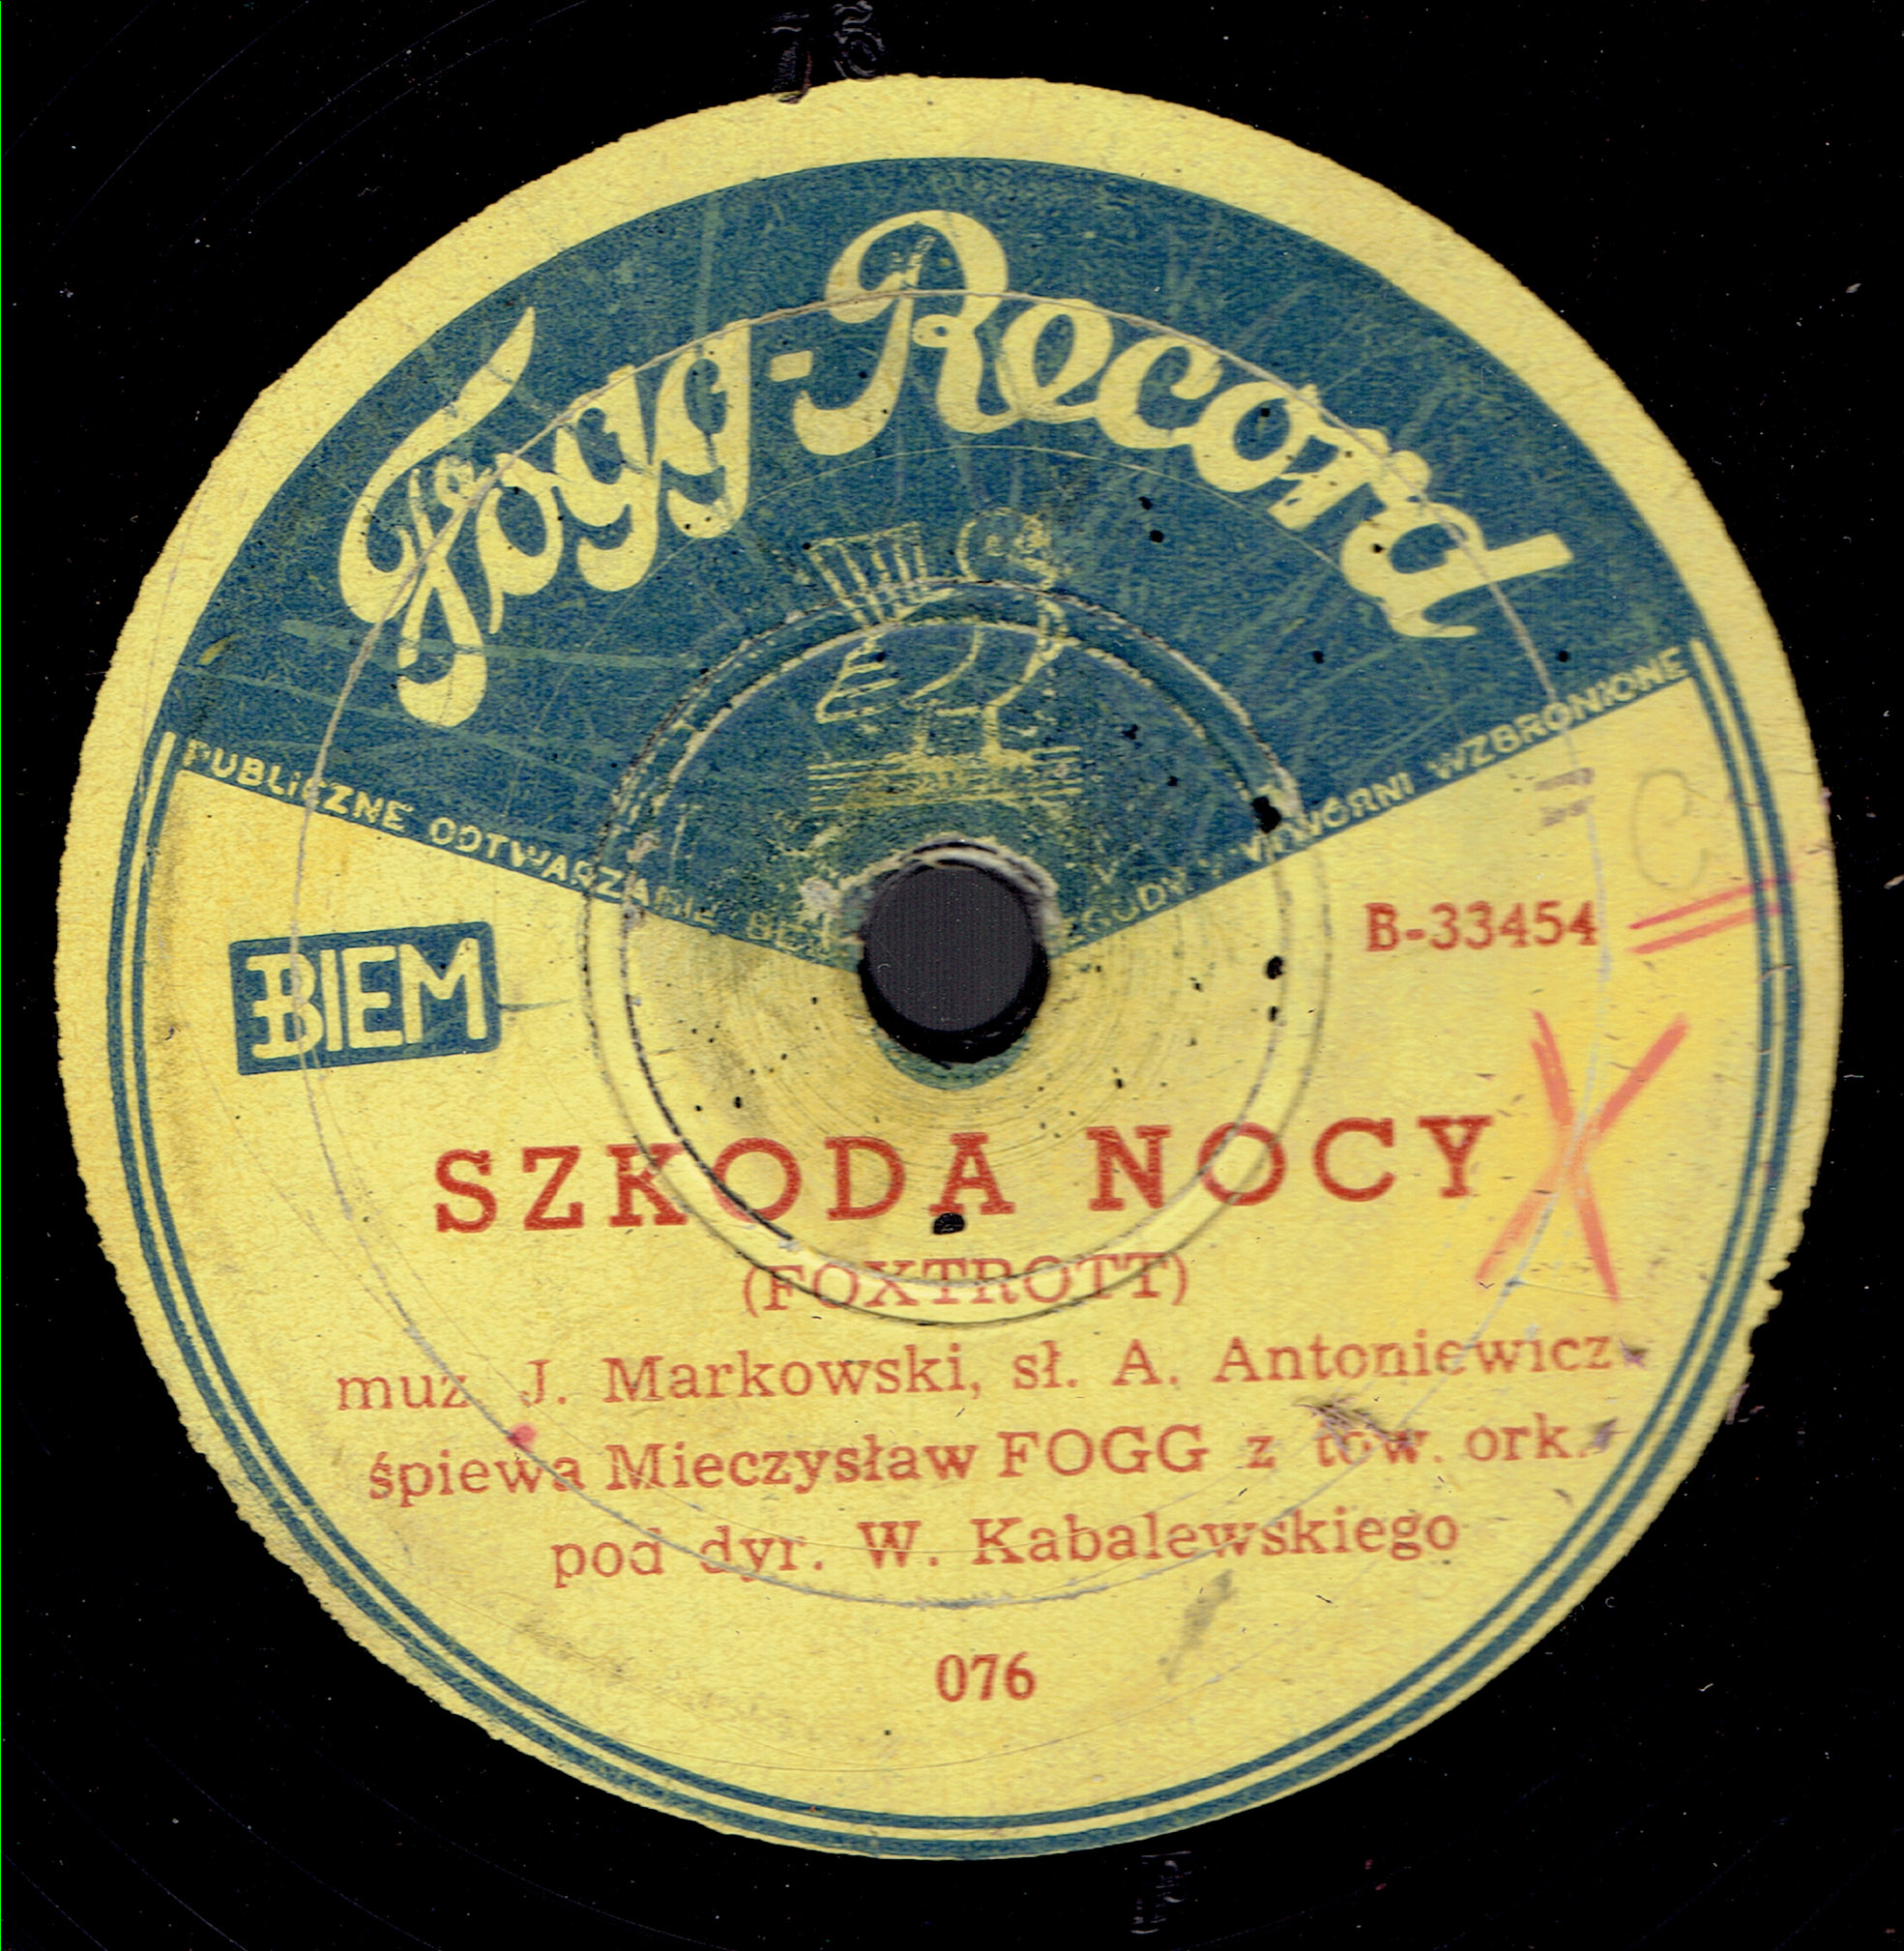 Fogg-Record
PUBLICZNE ODTWARZANIE BEZ ZGODY WYTWÓRNI WZBRONIONE
BIEM
B-33454
SZKODA NOCY
(FOXTROTT)
muz J. Markowski, sł. A. Antoniewicz
śpiewa Mieczysław FOGG z tow. ork.
pod dyr. W. Kabalewskiego
076